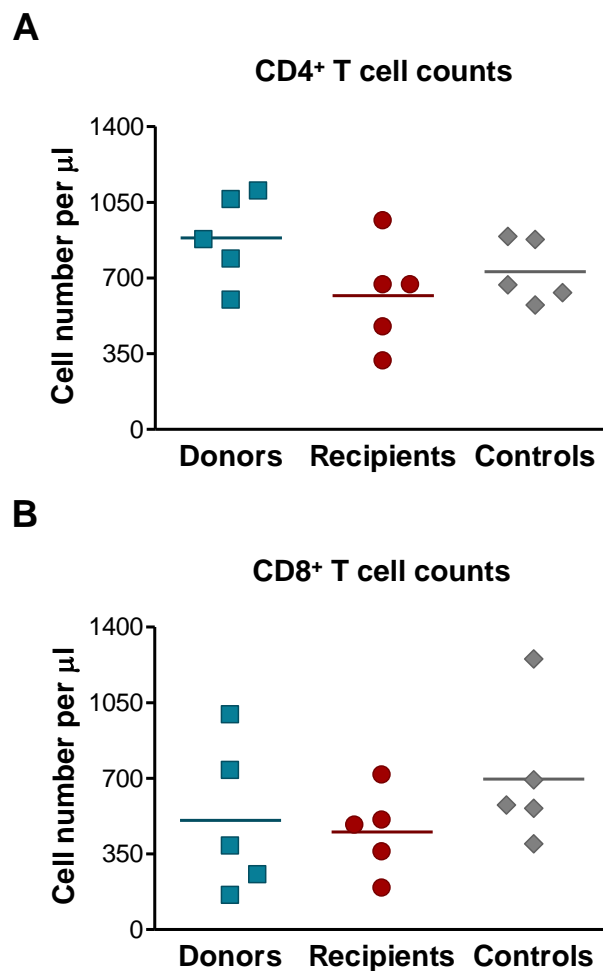 A
CD4⁺ T cell counts
Cell number per µl
1400
1050
700
350
0
Donors Recipients Controls
B
CD8⁺ T cell counts
Cell number per µl
1400
1050
700
350
0
Donors Recipients Controls